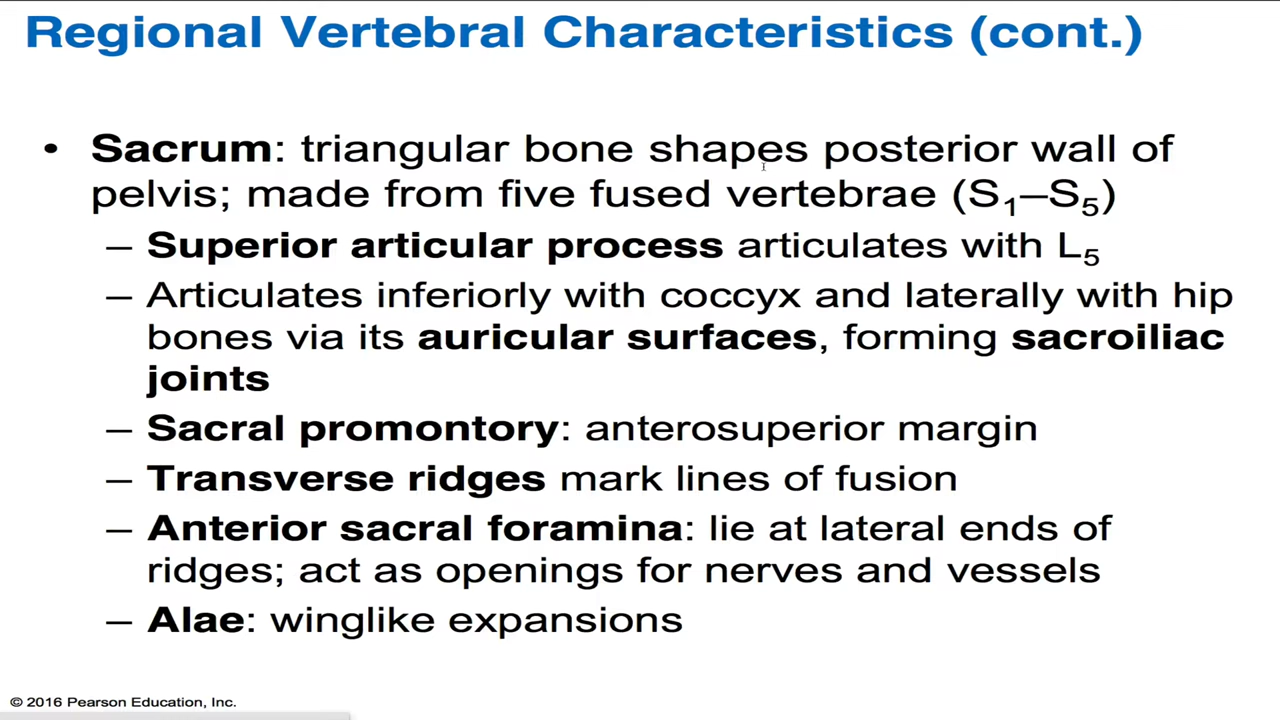 Regional Vertebral Characteristics (cont.)
• Sacrum: triangular bone shapes posterior wall of
pelvis; made from five fused vertebrae (S₁–S₅)
– Superior articular process articulates with L₅
– Articulates inferiorly with coccyx and laterally with hip
bones via its auricular surfaces, forming sacroiliac
joints
– Sacral promontory: anterosuperior margin
– Transverse ridges mark lines of fusion
– Anterior sacral foramina: lie at lateral ends of
ridges; act as openings for nerves and vessels
– Alae: winglike expansions
© 2016 Pearson Education, Inc.